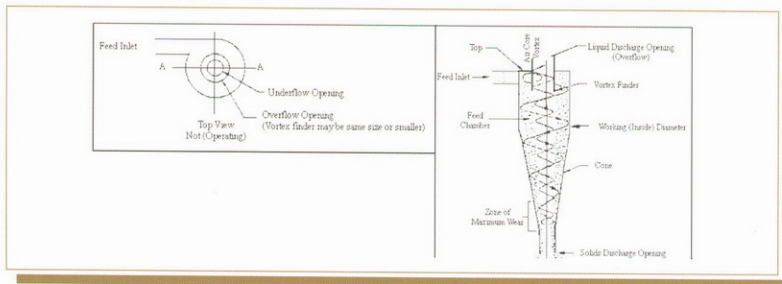 Feed Inlet
A
A
Underflow Opening
Overflow Opening
(Vortex finder may be same size or smaller)
Top View
Not (Operating)
Top
Air Core
Vortex
Liquid Discharge Opening
(Overflow)
Feed Inlet
Vortex Finder
Feed
Chamber
Working (Inside) Diameter
Cone
Zone of
Maximum Wear
Solids Discharge Opening